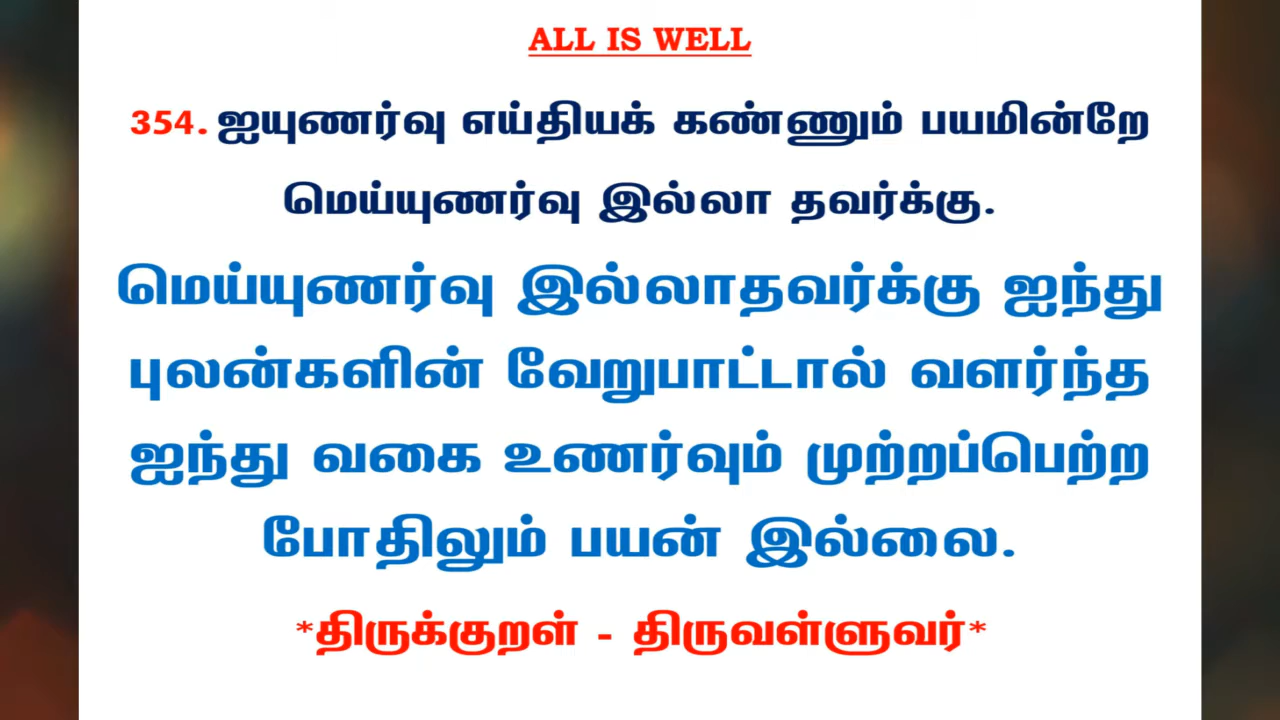 ALL IS WELL
354. ஐயுணர்வு எய்தியக் கண்ணும் பயமின்றே
மெய்யுணர்வு இல்லா தவர்க்கு.
மெய்யுணர்வு இல்லாதவர்க்கு ஐந்து
புலன்களின் வேறுபாட்டால் வளர்ந்த
ஐந்து வகை உணர்வும் முற்றப்பெற்ற
போதிலும் பயன் இல்லை.
*திருக்குறள் - திருவள்ளுவர்*